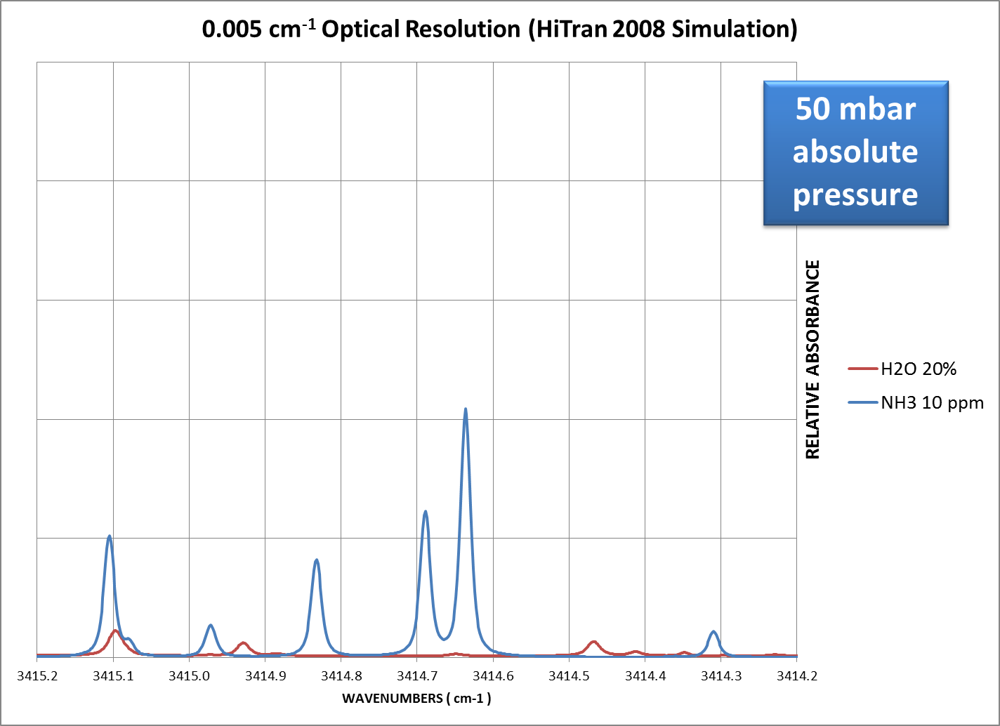 0.005 cm-1 Optical Resolution (HiTran 2008 Simulation)
50 mbar
absolute
pressure
RELATIVE ABSORBANCE
H2O 20%
NH3 10 ppm
3415.2 3415.1 3415.0 3414.9 3414.8 3414.7 3414.6 3414.5 3414.4 3414.3 3414.2
WAVENUMBERS ( cm-1 )